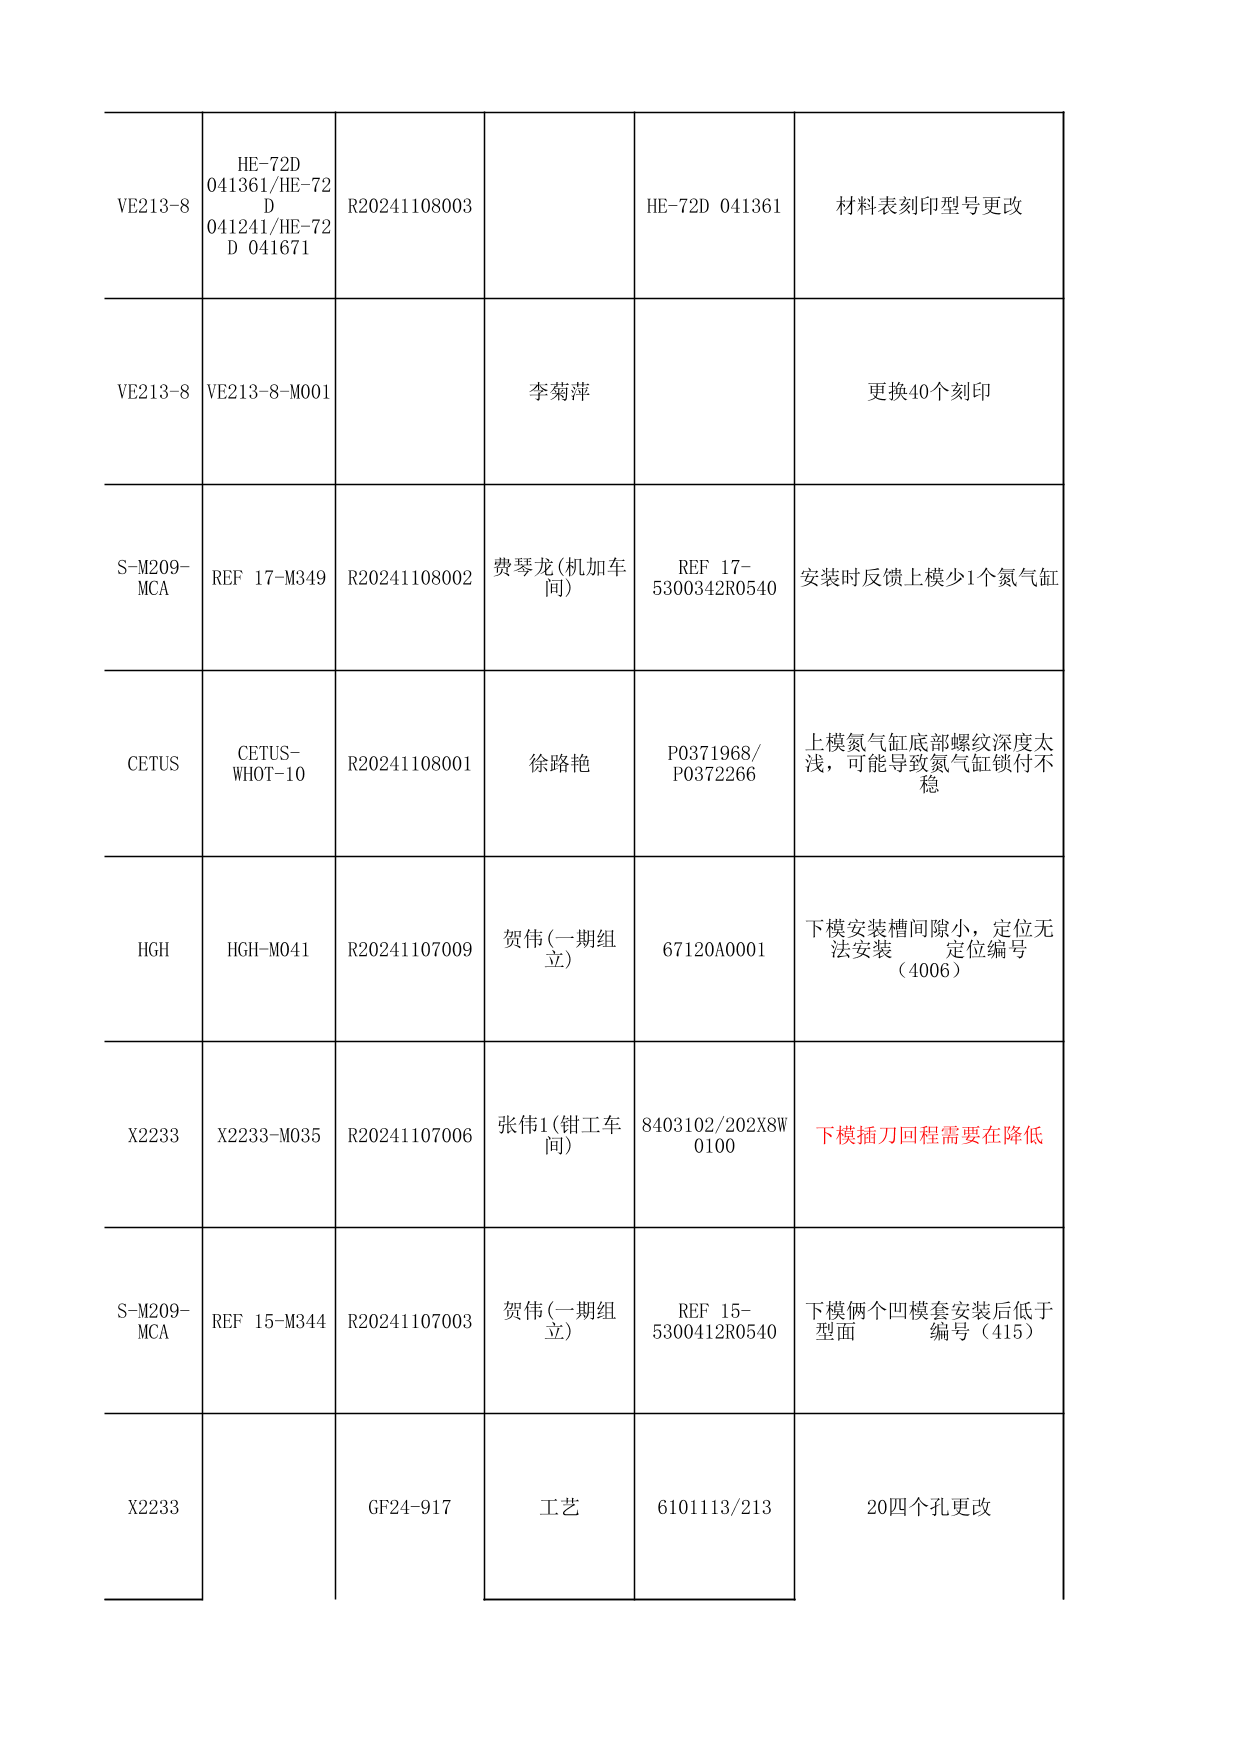 VE213-8
HE-72D
041361/HE-72
D
041241/HE-72
D 041671
R20241108003
HE-72D 041361
材料表刻印型号更改
VE213-8
VE213-8-M001
李菊萍
更换40个刻印
S-M209-
MCA
REF 17-M349
R20241108002
费琴龙(机加车
间)
REF 17-
5300342R0540
安装时反馈上模少1个氮气缸
CETUS
CETUS-
WHOT-10
R20241108001
徐路艳
P0371968/
P0372266
上模氮气缸底部螺纹深度太
浅，可能导致氮气缸锁付不
稳
HGH
HGH-M041
R20241107009
贺伟(一期组
立)
67120A0001
下模安装槽间隙小，定位无
法安装     定位编号
（4006）
X2233
X2233-M035
R20241107006
张伟1(钳工车
间)
8403102/202X8W
0100
下模插刀回程需要在降低
S-M209-
MCA
REF 15-M344
R20241107003
贺伟(一期组
立)
REF 15-
5300412R0540
下模俩个凹模套安装后低于
型面       编号（415）
X2233
GF24-917
工艺
6101113/213
20四个孔更改